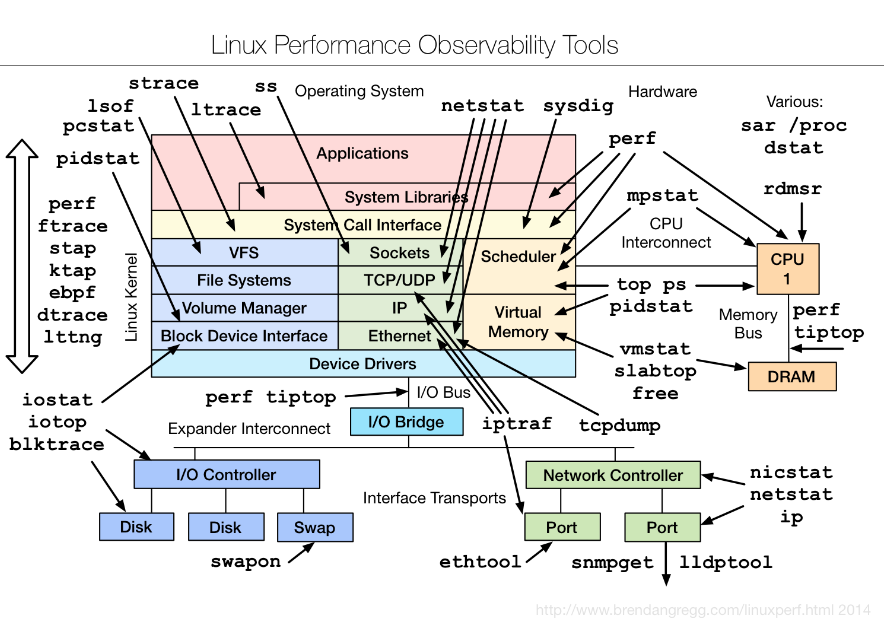 Linux Performance Observability Tools
strace
ss
Operating System
Hardware
Various:
lsof
pcstat
ltrace
netstat
sysdig
sar /proc
dstat
pidstat
Applications
perf
System Libraries
mpstat
rdmsr
perf
ftrace
stap
ktap
ebpf
dtrace
lttng
Linux Kernel
System Call Interface
CPU
Interconnect
VFS
Sockets
Scheduler
CPU
1
File Systems
TCP/UDP
top ps
pidstat
Volume Manager
IP
Virtual
Memory
Memory
Bus
perf
tiptop
Block Device Interface
Ethernet
vmstat
slabtop
free
DRAM
Device Drivers
iostat
iotop
blktrace
perf tiptop
I/O Bus
I/O Bridge
iptraf
tcpdump
Expander Interconnect
I/O Controller
Network Controller
nicstat
netstat
ip
Interface Transports
Disk
Disk
Swap
Port
Port
swapon
ethtool
snmpget
lldptool
http://www.brendangregg.com/linuxperf.html 2014